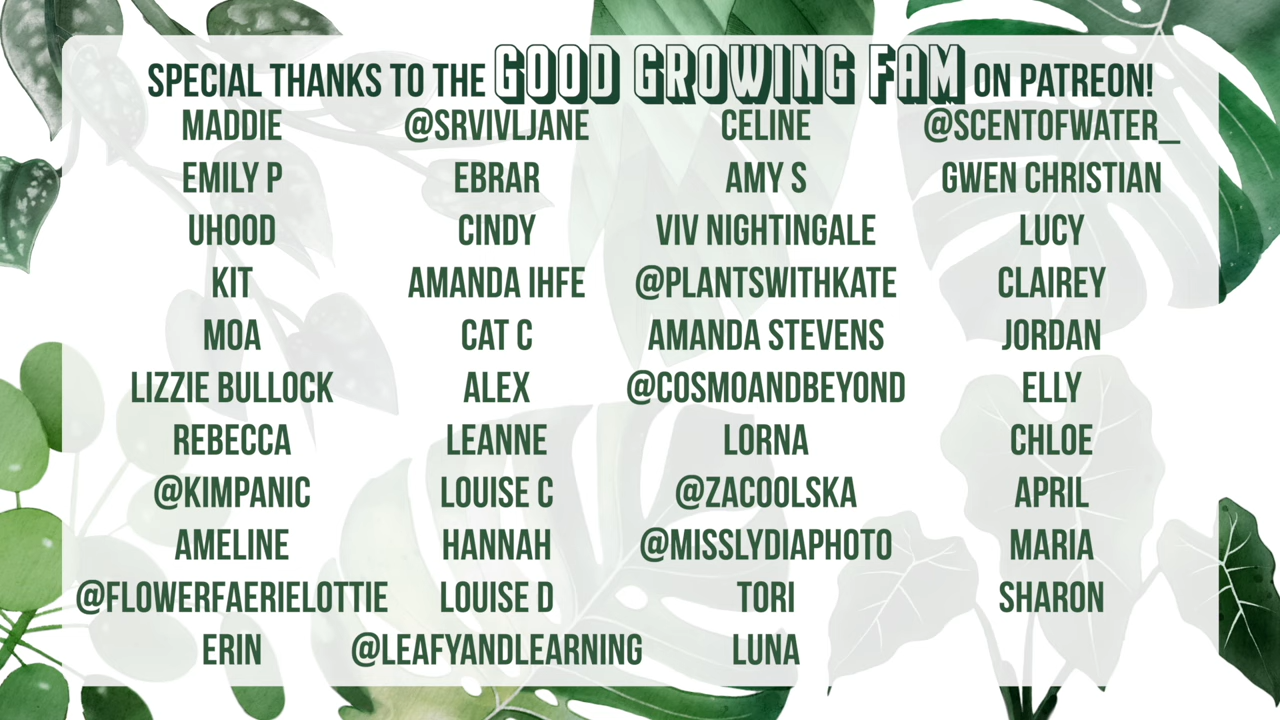 SPECIAL THANKS TO THE GOOD GROWING FAM ON PATREON!
MADDIE @SRVIVLJANE CELINE @SCENTOFWATER_
EMILY P EBRAR AMY S GWEN CHRISTIAN
UHOOD CINDY VIV NIGHTINGALE LUCY
KIT AMANDA IHFE @PLANTSWITHKATE CLAIREY
MOA CAT C AMANDA STEVENS JORDAN
LIZZIE BULLOCK ALEX @COSMOANDBEYOND ELLY
REBECCA LEANNE LORNA CHLOE
@KIMPANIC LOUISE C @ZACOOLSKA APRIL
AMELINE HANNAH @MISSLYDIAPHOTO MARIA
@FLOWERFAERIELOTTIE LOUISE D TORI SHARON
ERIN @LEAFYANDLEARNING LUNA